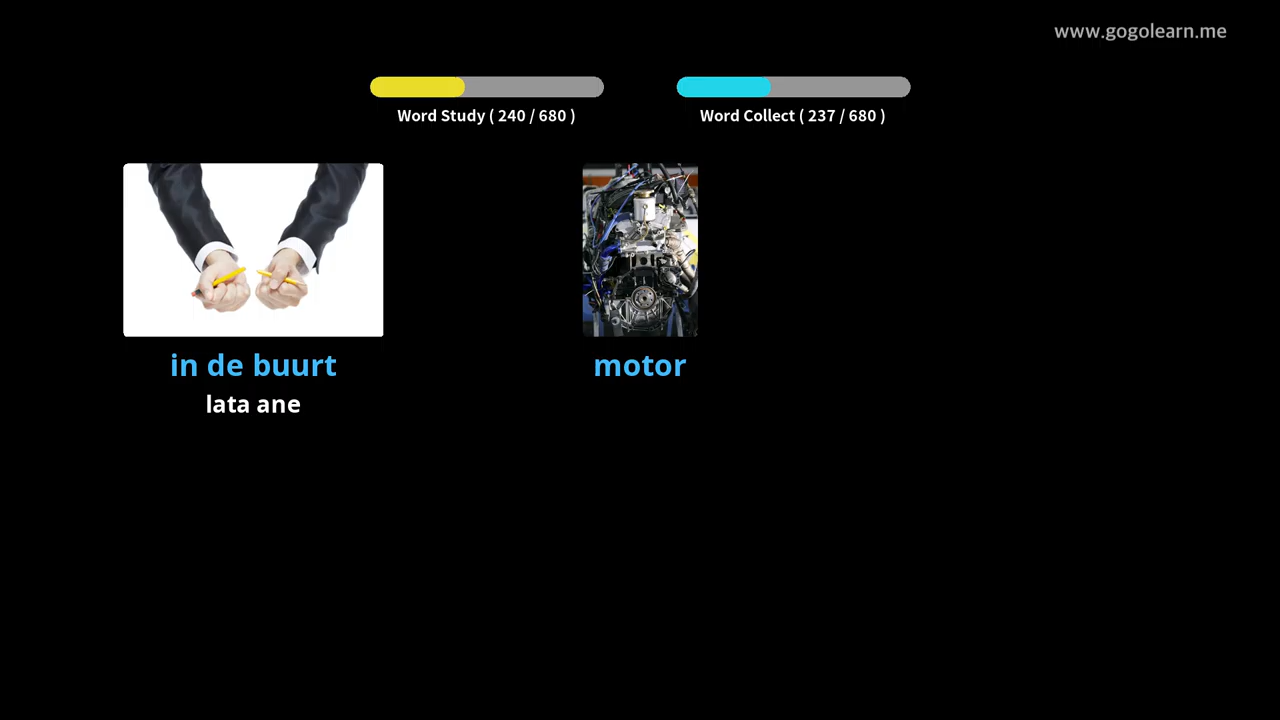 www.gogolearn.me
Word Study ( 240 / 680 )
Word Collect ( 237 / 680 )
in de buurt
lata ane
motor